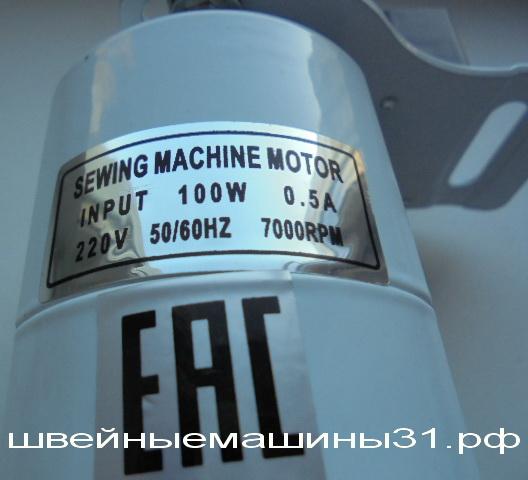 SEWING MACHINE MOTOR
INPUT 100W 0.5A
220V 50/60HZ 7000RPM
EAC
швейныемашины31.рф